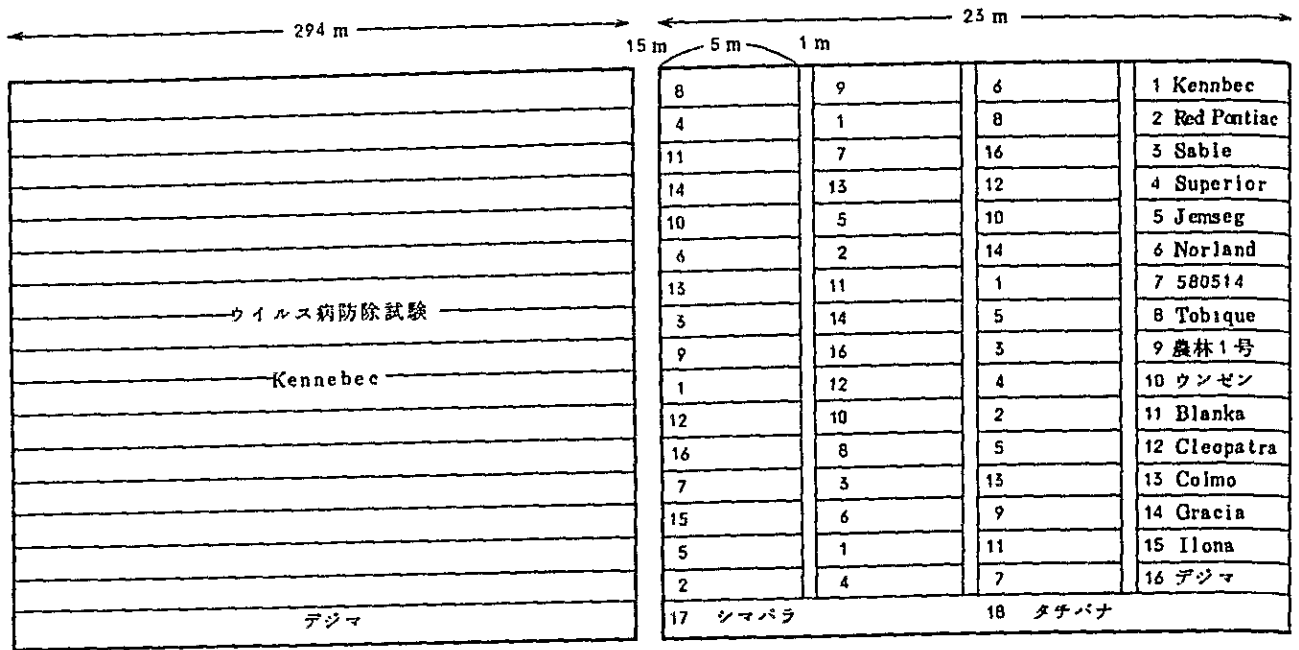 294 m 23 m
15 m 5 m 1 m
8 9 6 1 Kennbec
4 1 8 2 Red Pontiac
11 7 16 3 Sable
14 13 12 4 Superior
10 5 10 5 Jemseg
6 2 14 6 Norland
13 11 1 7 580514
ウイルス病防除試験 3 14 5 8 Tobique
9 16 3 9 農林1号
Kennebec 1 12 4 10 ウンゼン
12 10 2 11 Blanka
16 8 5 12 Cleopatra
7 3 13 13 Colmo
15 6 9 14 Gracia
5 1 11 15 Ilona
2 4 7 16 デジマ
デジマ 17 シマバラ 18 タチバナ